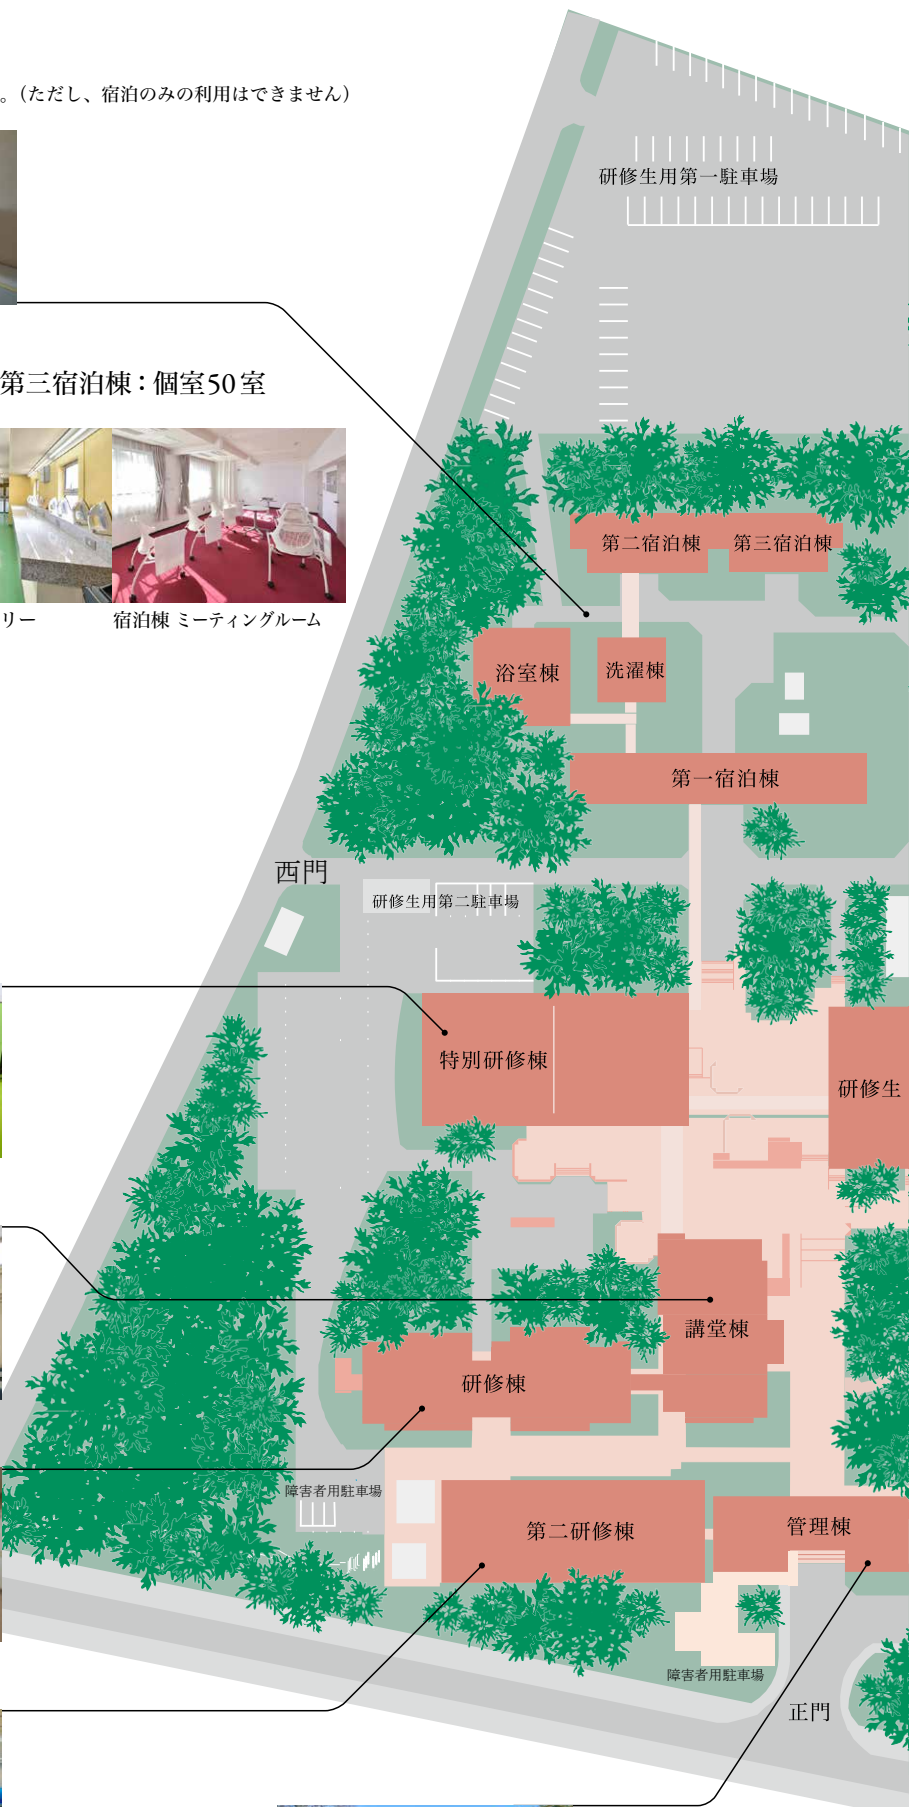 。（ただし、宿泊のみの利用はできません）
研修生用第一駐車場
第三宿泊棟：個室50室
リー
宿泊棟 ミーティングルーム
第二宿泊棟
第三宿泊棟
浴室棟
洗濯棟
第一宿泊棟
西門
研修生用第二駐車場
特別研修棟
研修生
講堂棟
研修棟
障害者用駐車場
第二研修棟
管理棟
障害者用駐車場
正門